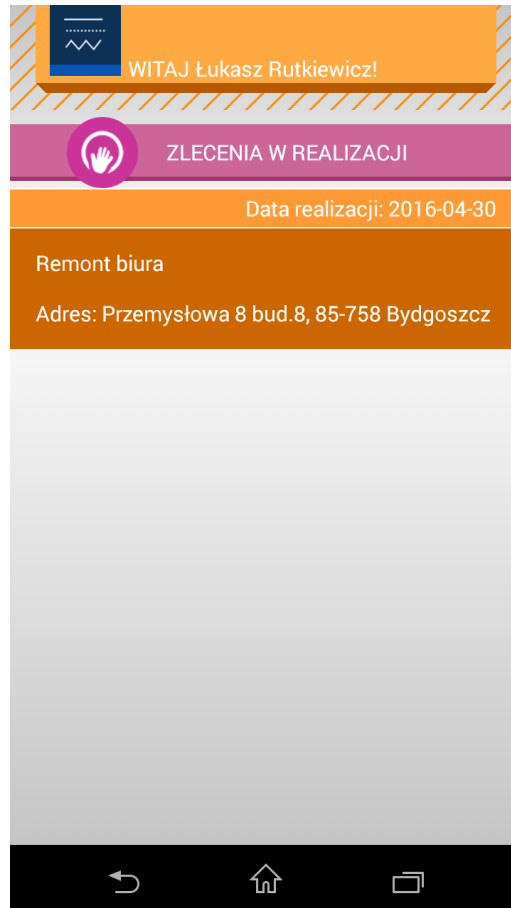 WITAJ Łukasz Rutkiewicz!
ZLECENIA W REALIZACJI
Data realizacji: 2016-04-30
Remont biura
Adres: Przemysłowa 8 bud.8, 85-758 Bydgoszcz